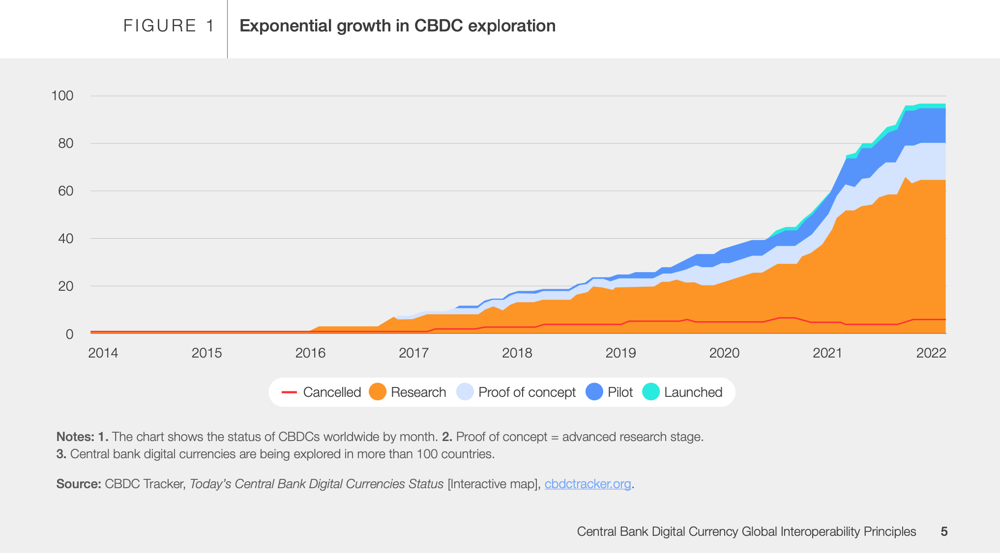 FIGURE 1
Exponential growth in CBDC exploration
100
80
60
40
20
0
2014 2015 2016 2017 2018 2019 2020 2021 2022
Cancelled Research Proof of concept Pilot Launched
Notes: 1. The chart shows the status of CBDCs worldwide by month. 2. Proof of concept = advanced research stage.
3. Central bank digital currencies are being explored in more than 100 countries.
Source: CBDC Tracker, Today’s Central Bank Digital Currencies Status [Interactive map], cbdctracker.org.
Central Bank Digital Currency Global Interoperability Principles 5